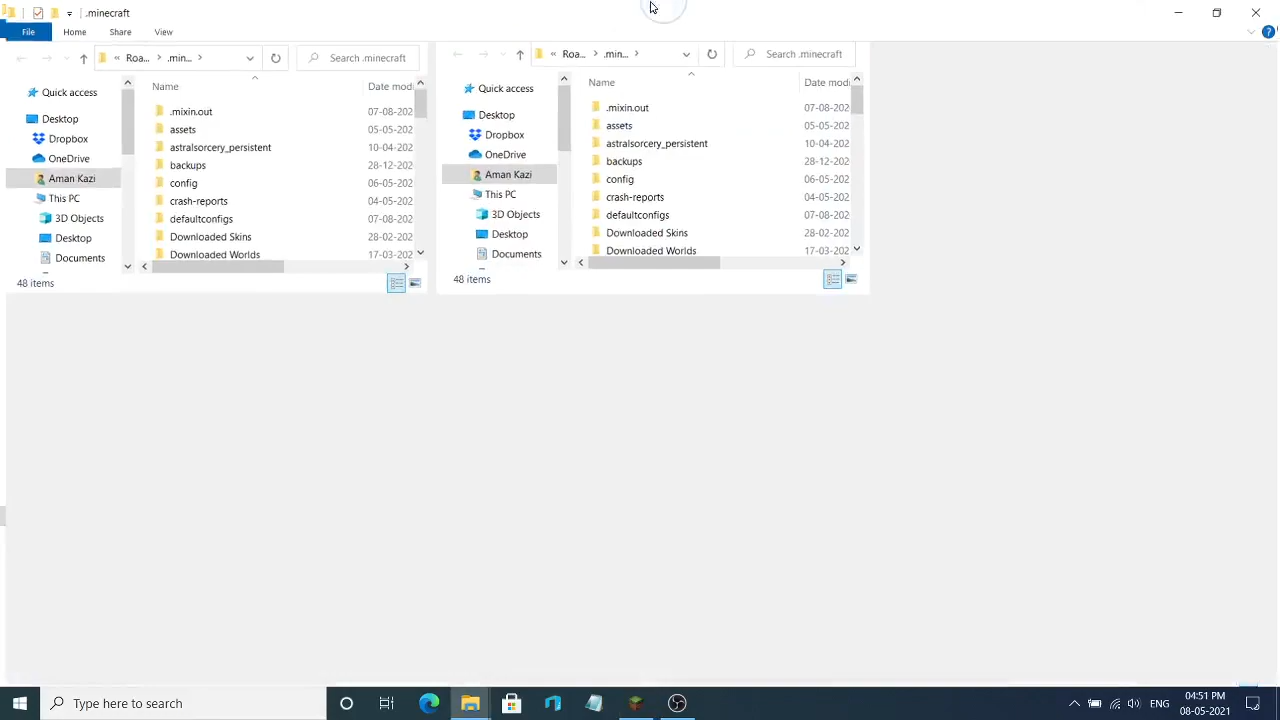 .minecraft
File Home Share View
« Roa... > .min... > Search .minecraft
Name Date modi
Quick access
Desktop
Dropbox
OneDrive
Aman Kazi
This PC
3D Objects
Desktop
Documents
.mixin.out 07-08-202
assets 05-05-202
astralsorcery_persistent 10-04-202
backups 28-12-202
config 06-05-202
crash-reports 04-05-202
defaultconfigs 07-08-202
Downloaded Skins 28-02-202
Downloaded Worlds 17-03-202
48 items
« Roa... > .min... > Search .minecraft
Name Date modi
Quick access
Desktop
Dropbox
OneDrive
Aman Kazi
This PC
3D Objects
Desktop
Documents
.mixin.out 07-08-202
assets 05-05-202
astralsorcery_persistent 10-04-202
backups 28-12-202
config 06-05-202
crash-reports 04-05-202
defaultconfigs 07-08-202
Downloaded Skins 28-02-202
Downloaded Worlds 17-03-202
48 items
Type here to search
ENG
04:51 PM
08-05-2021